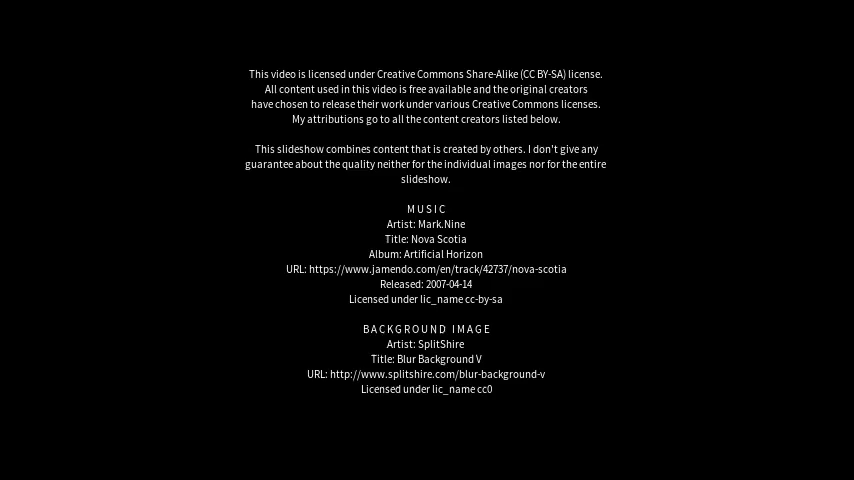 This video is licensed under Creative Commons Share-Alike (CC BY-SA) license.
All content used in this video is free available and the original creators
have chosen to release their work under various Creative Commons licenses.
My attributions go to all the content creators listed below.
This slideshow combines content that is created by others. I don't give any
guarantee about the quality neither for the individual images nor for the entire
slideshow.
MUSIC
Artist: Mark.Nine
Title: Nova Scotia
Album: Artificial Horizon
URL: https://www.jamendo.com/en/track/42737/nova-scotia
Released: 2007-04-14
Licensed under lic_name cc-by-sa
BACKGROUND IMAGE
Artist: SplitShire
Title: Blur Background V
URL: http://www.splitshire.com/blur-background-v
Licensed under lic_name cc0